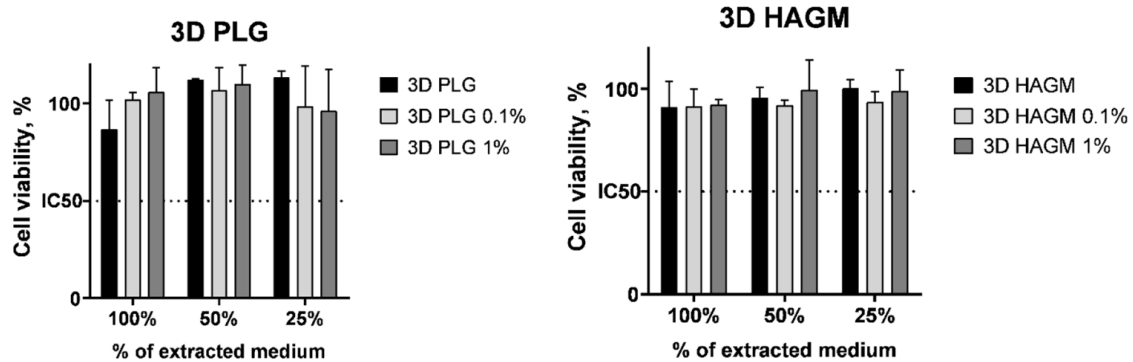 3D PLG
Cell viability, %
100
IC50
0
100%
50%
25%
% of extracted medium
3D PLG
3D PLG 0.1%
3D PLG 1%
3D HAGM
Cell viability, %
100
IC50
0
100%
50%
25%
% of extracted medium
3D HAGM
3D HAGM 0.1%
3D HAGM 1%